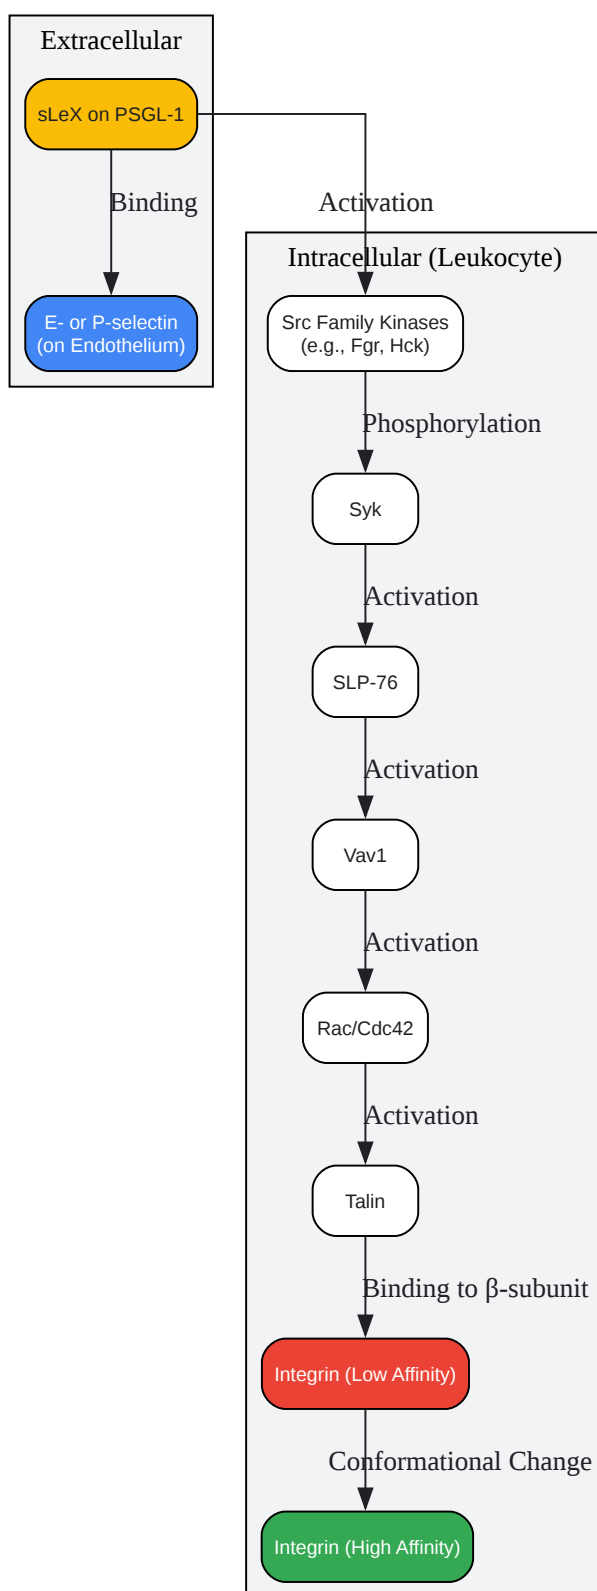 Extracellular
sLeX on PSGL-1
Binding
Activation
E- or P-selectin
(on Endothelium)
Intracellular (Leukocyte)
Src Family Kinases
(e.g., Fgr, Hck)
Phosphorylation
Syk
Activation
SLP-76
Activation
Vav1
Activation
Rac/Cdc42
Activation
Talin
Binding to β-subunit
Integrin (Low Affinity)
Conformational Change
Integrin (High Affinity)